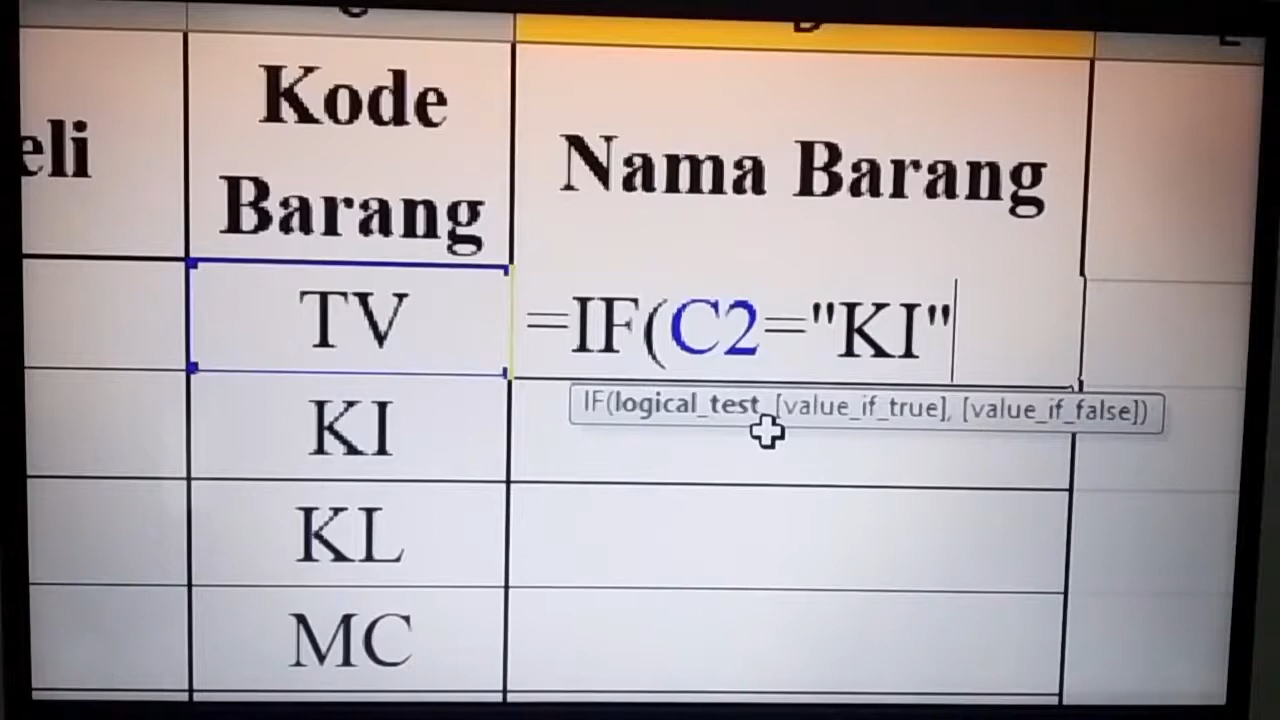 eli
Kode
Barang
Nama Barang
TV
=IF(C2="KI"
IF(logical_test, [value_if_true], [value_if_false])
KI
KL
MC